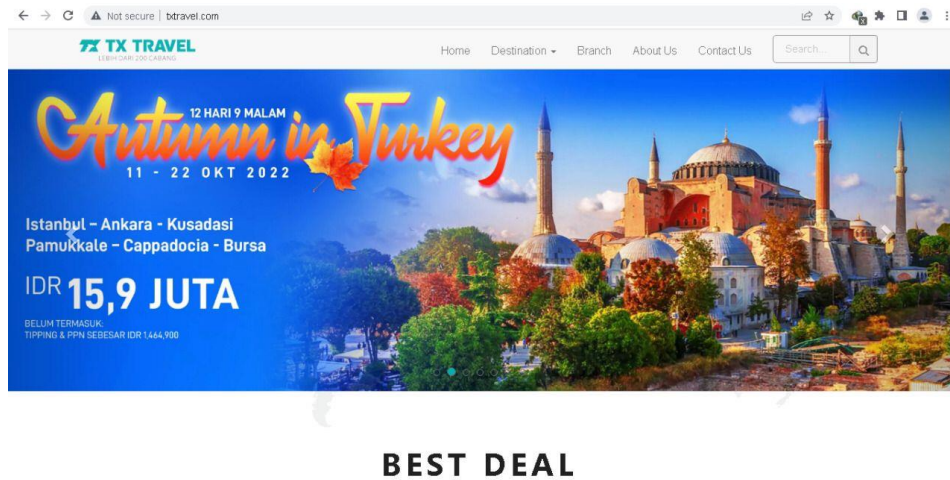 Not secure | txtravel.com
TX TRAVEL
LEBIH DARI 200 CABANG
Home Destination Branch About Us Contact Us Search...
12 HARI 9 MALAM
Autumn in Turkey
11 - 22 OKT 2022
Istanbul – Ankara - Kusadasi
Pamukkale – Cappadocia - Bursa
IDR 15,9 JUTA
BELUM TERMASUK:
TIPPING & PPN SEBESAR IDR 1,464,900
BEST DEAL